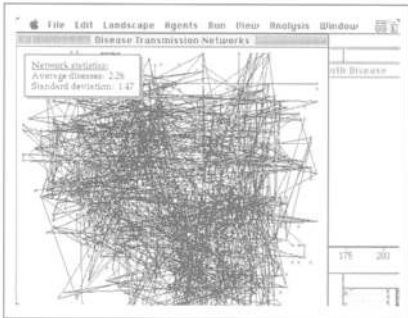 File Edit Landscape Agents Run View Analysis Window
Disease Transmission Networks
Network statistics:
Average diseases: 2.26
Standard deviation: 1.47
th Disease
175 200